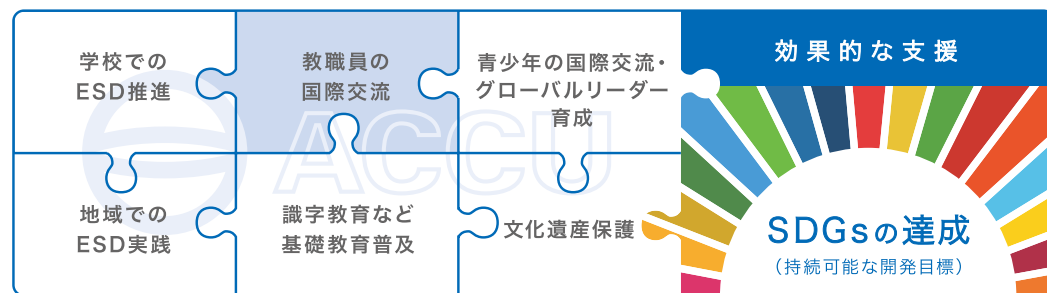 学校での
ESD推進
教職員の
国際交流
青少年の国際交流・
グローバルリーダー
育成
効果的な支援
ACCU
地域での
ESD実践
識字教育など
基礎教育普及
文化遺産保護
SDGsの達成
（持続可能な開発目標）